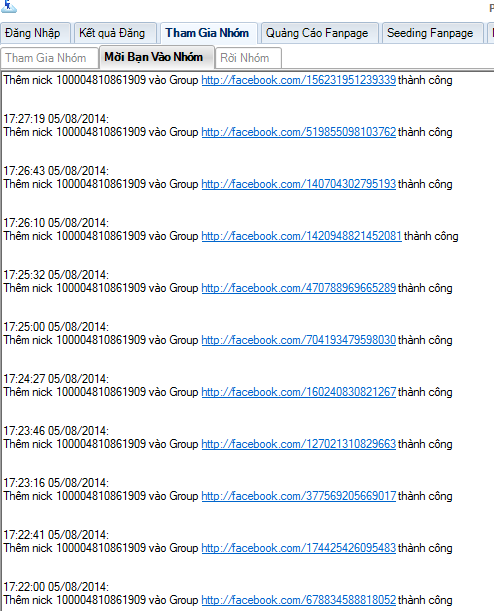 Đăng Nhập
Kết quả Đăng
Tham Gia Nhóm
Quảng Cáo Fanpage
Seeding Fanpage
Tham Gia Nhóm
Mời Bạn Vào Nhóm
Rời Nhóm
Thêm nick 100004810861909 vào Group http://facebook.com/156231951239339 thành công
17:27:19 05/08/2014:
Thêm nick 100004810861909 vào Group http://facebook.com/519855098103762 thành công
17:26:43 05/08/2014:
Thêm nick 100004810861909 vào Group http://facebook.com/140704302795193 thành công
17:26:10 05/08/2014:
Thêm nick 100004810861909 vào Group http://facebook.com/1420948821452081 thành công
17:25:32 05/08/2014:
Thêm nick 100004810861909 vào Group http://facebook.com/470788969665289 thành công
17:25:00 05/08/2014:
Thêm nick 100004810861909 vào Group http://facebook.com/704193479598030 thành công
17:24:27 05/08/2014:
Thêm nick 100004810861909 vào Group http://facebook.com/160240830821267 thành công
17:23:46 05/08/2014:
Thêm nick 100004810861909 vào Group http://facebook.com/127021310829663 thành công
17:23:16 05/08/2014:
Thêm nick 100004810861909 vào Group http://facebook.com/377569205669017 thành công
17:22:41 05/08/2014:
Thêm nick 100004810861909 vào Group http://facebook.com/174425426095483 thành công
17:22:00 05/08/2014:
Thêm nick 100004810861909 vào Group http://facebook.com/678834588818052 thành công